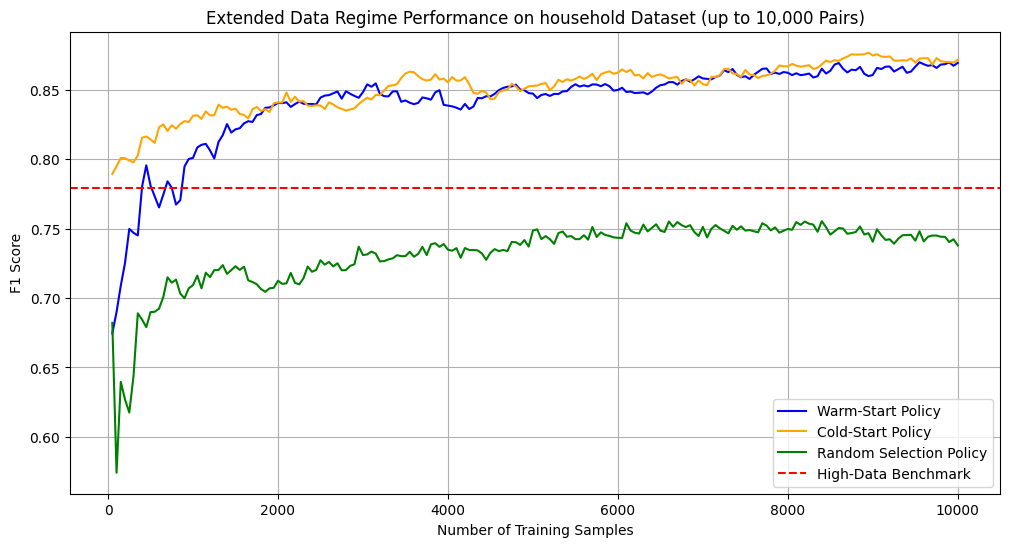 Extended Data Regime Performance on household Dataset (up to 10,000 Pairs)
F1 Score
0.85
0.80
0.75
0.70
0.65
0.60
0
2000
4000
6000
8000
10000
Number of Training Samples
Warm-Start Policy
Cold-Start Policy
Random Selection Policy
High-Data Benchmark